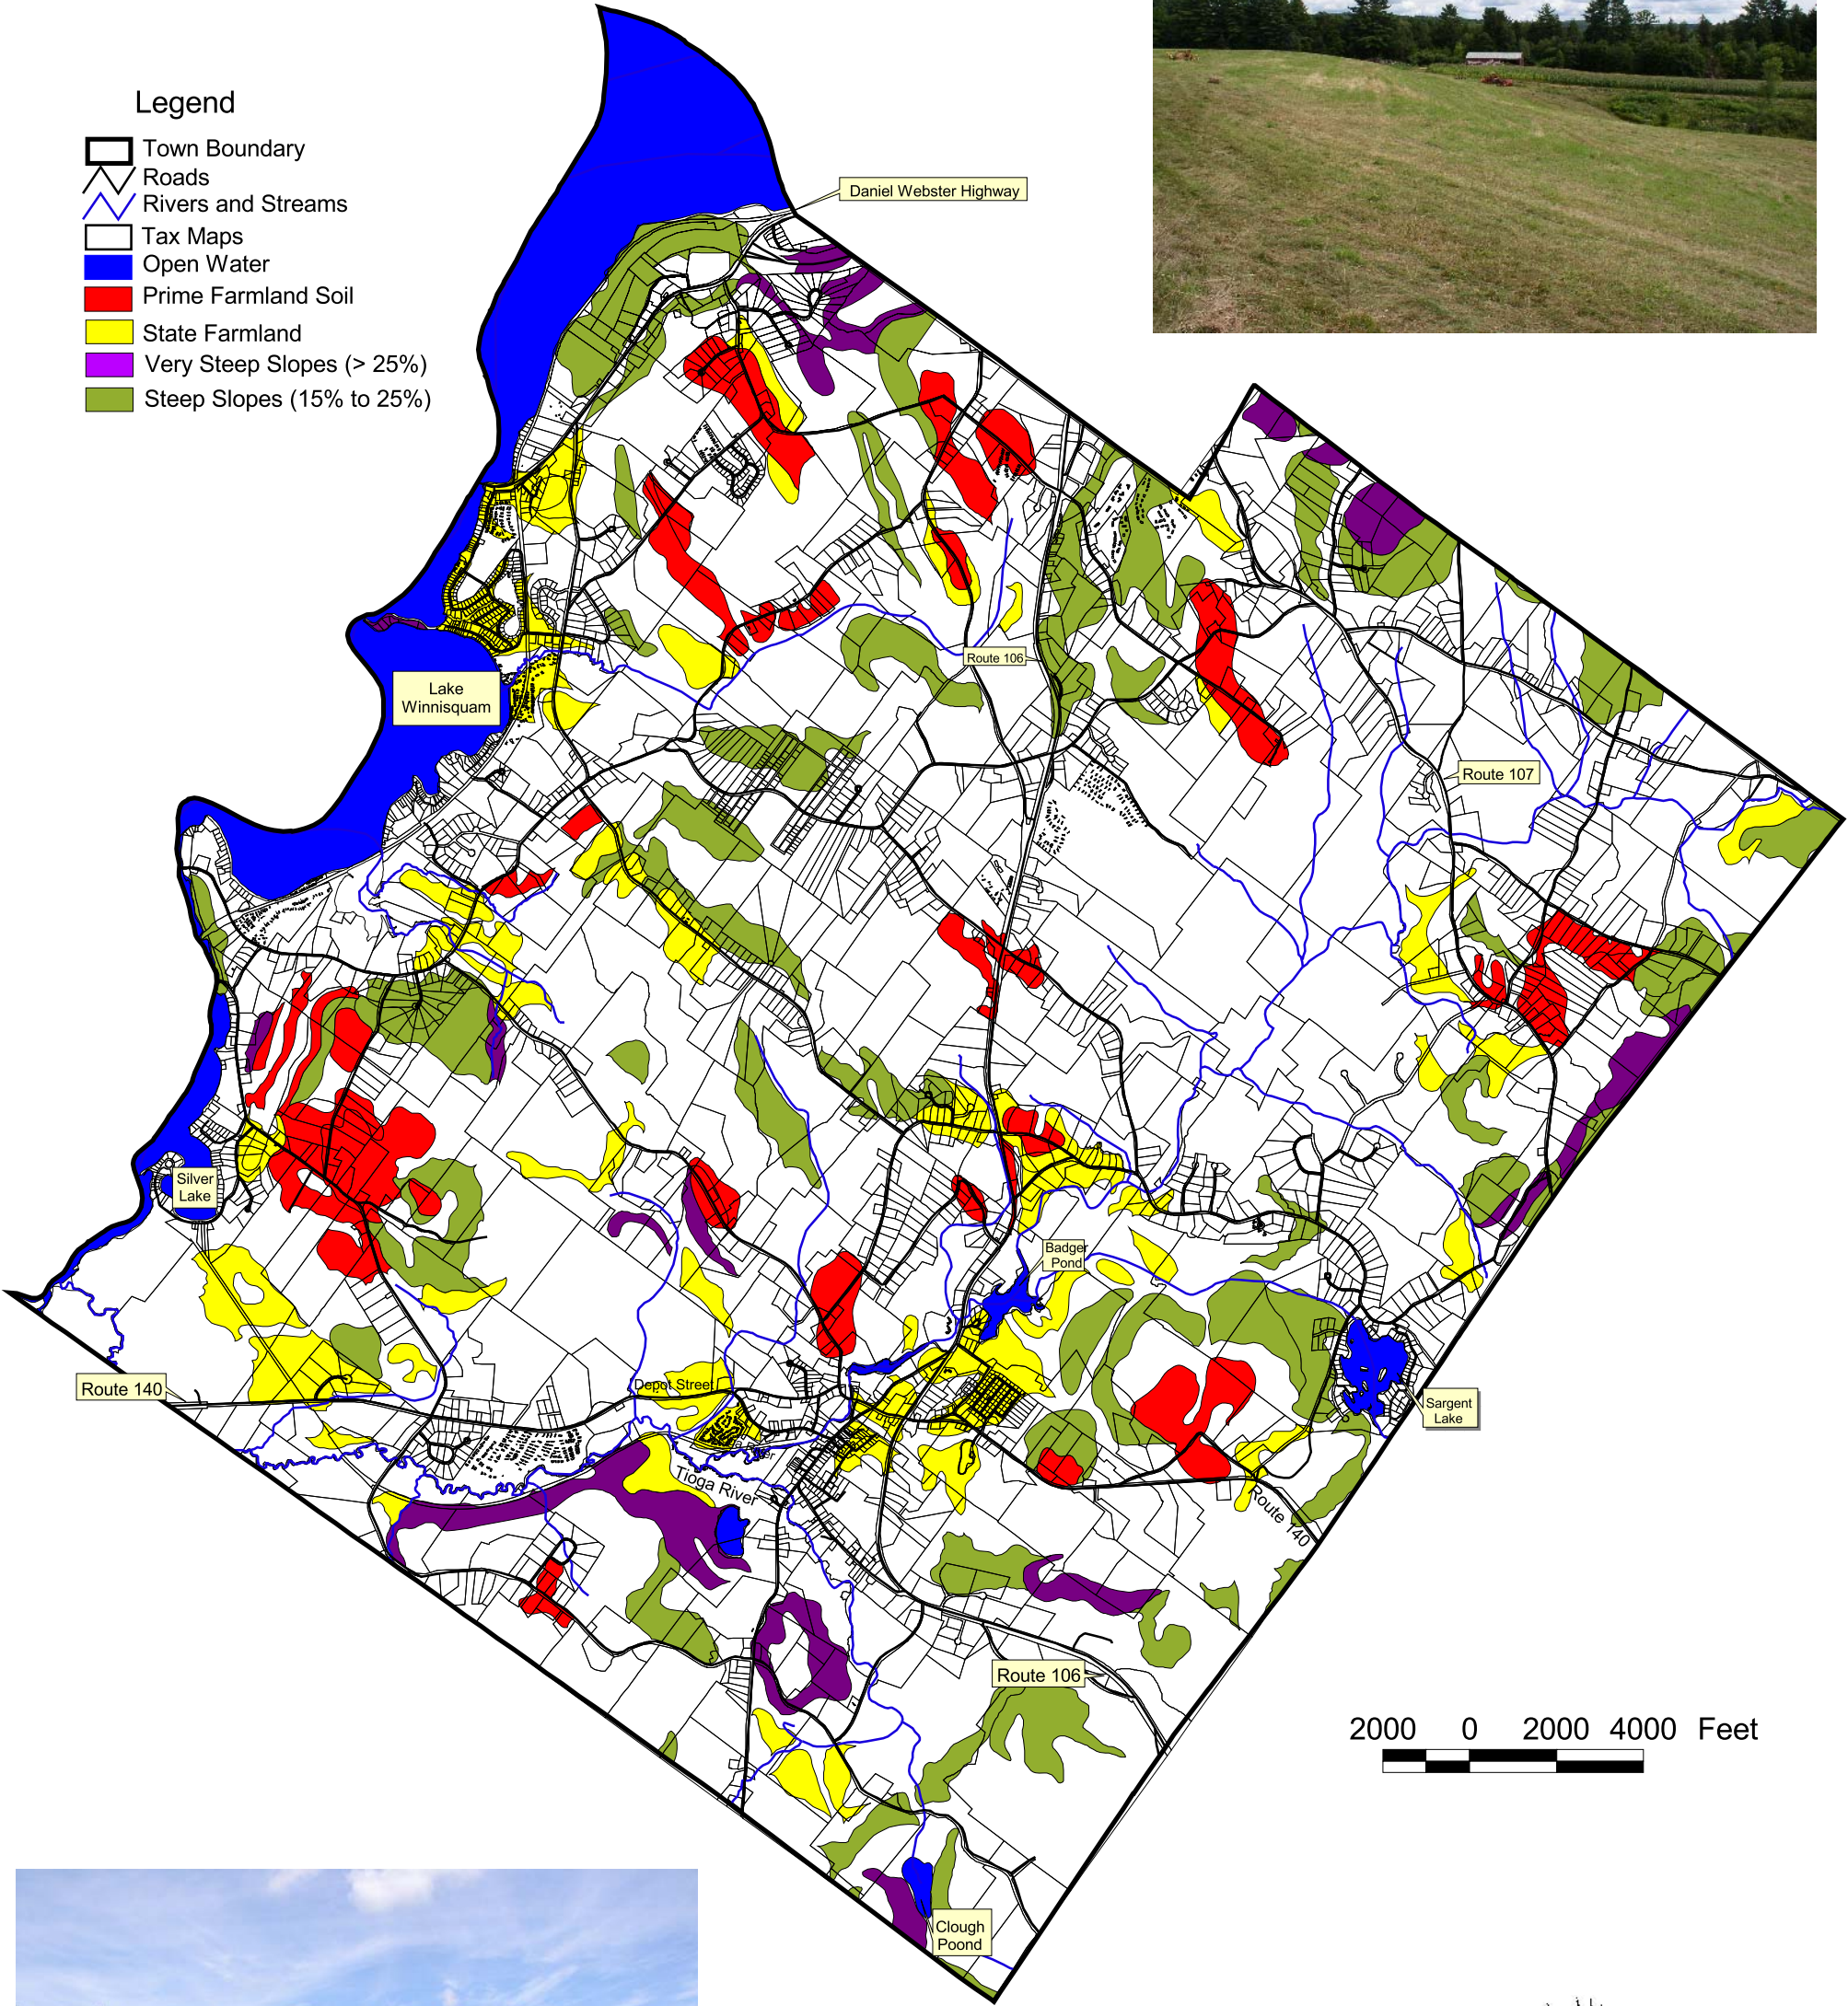 Legend
Town Boundary
Roads
Rivers and Streams
Tax Maps
Open Water
Prime Farmland Soil
State Farmland
Very Steep Slopes (> 25%)
Steep Slopes (15% to 25%)
Daniel Webster Highway
Lake
Winnisquam
Route 106
Route 107
Silver
Lake
Badger
Pond
Route 140
Depot Street
Sargent
Lake
River
Tioga River
Route 140
Route 106
2000 0 2000 4000 Feet
Clough
Poond